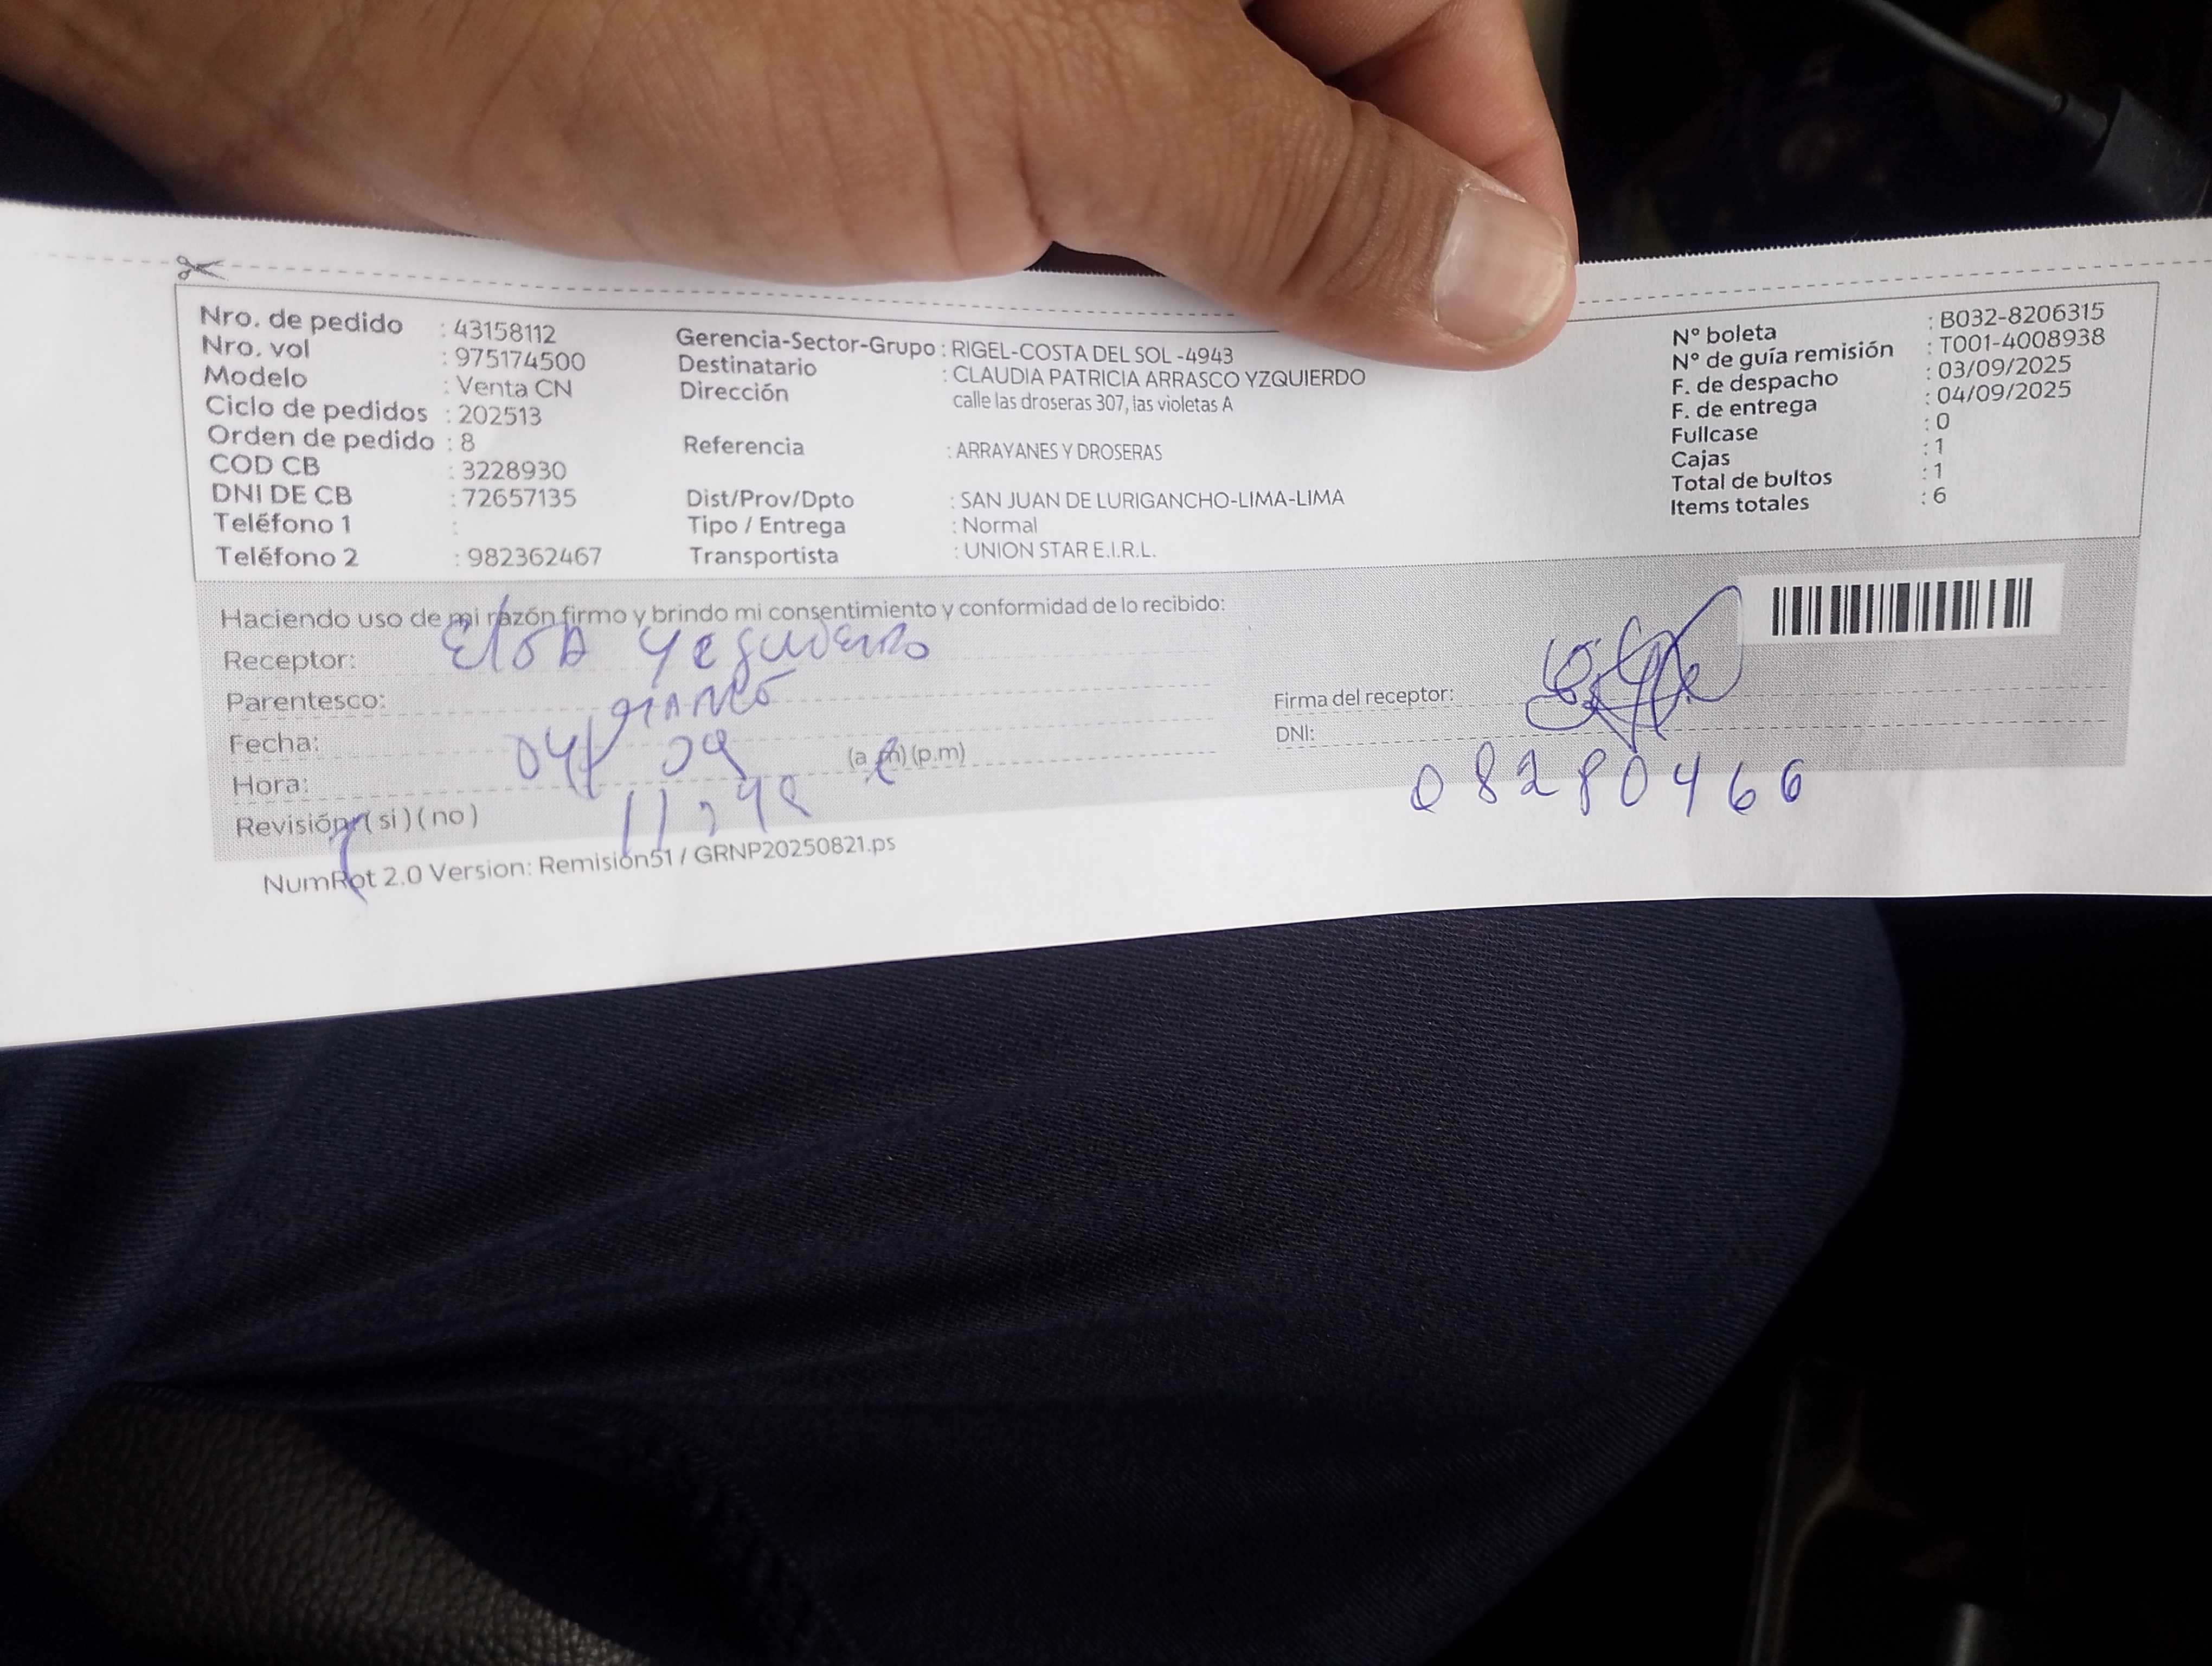 Nro. de pedido : 43158112
Nro. vol : 975174500
Modelo : Venta CN
Ciclo de pedidos : 202513
Orden de pedido : 8
COD CB : 3228930
DNI DE CB : 72657135
Teléfono 1 :
Teléfono 2 : 982362467
Gerencia-Sector-Grupo : RIGEL-COSTA DEL SOL -4943
Destinatario : CLAUDIA PATRICIA ARRASCO YZQUIERDO
Dirección calle las droseras 307, las violetas A
Referencia : ARRAYANES Y DROSERAS
Dist/Prov/Dpto : SAN JUAN DE LURIGANCHO-LIMA-LIMA
Tipo / Entrega : Normal
Transportista : UNION STAR E.I.R.L.
N° boleta : B032-8206315
N° de guía remisión : T001-4008938
F. de despacho : 03/09/2025
F. de entrega : 04/09/2025
Fullcase : 0
Cajas : 1
Total de bultos : 1
Items totales : 6
Haciendo uso de mi razón firmo y brindo mi consentimiento y conformidad de lo recibido:
Receptor:
Parentesco:
Fecha: 04/ 09
Hora: (a.m) (p.m)
Revisión ( si ) ( no )
Firma del receptor:
DNI: 08280466
NumRot 2.0 Version: Remisión51 / GRNP20250821.ps